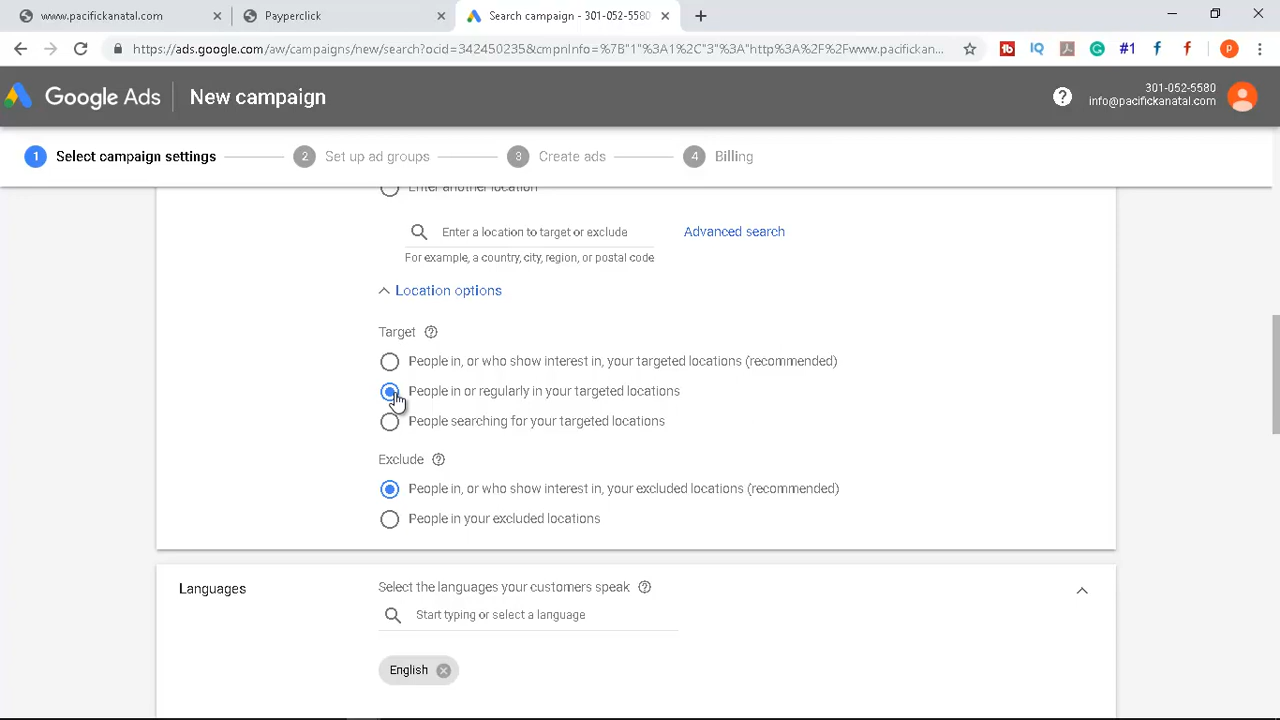 www.pacifickanatal.com
Payperclick
Search campaign - 301-052-5580
https://ads.google.com/aw/campaigns/new/search?ocid=342450235&cmpnInfo=%7B"1"%3A1%2C"3"%3A"http%3A%2F%2Fwww.pacifickan...
tb
IQ
#1
f
f
P
Google Ads
New campaign
?
301-052-5580
info@pacifickanatal.com
1 Select campaign settings
2 Set up ad groups
3 Create ads
4 Billing
Enter another location
Enter a location to target or exclude
Advanced search
For example, a country, city, region, or postal code
Location options
Target ?
People in, or who show interest in, your targeted locations (recommended)
People in or regularly in your targeted locations
People searching for your targeted locations
Exclude ?
People in, or who show interest in, your excluded locations (recommended)
People in your excluded locations
Languages
Select the languages your customers speak ?
Start typing or select a language
English